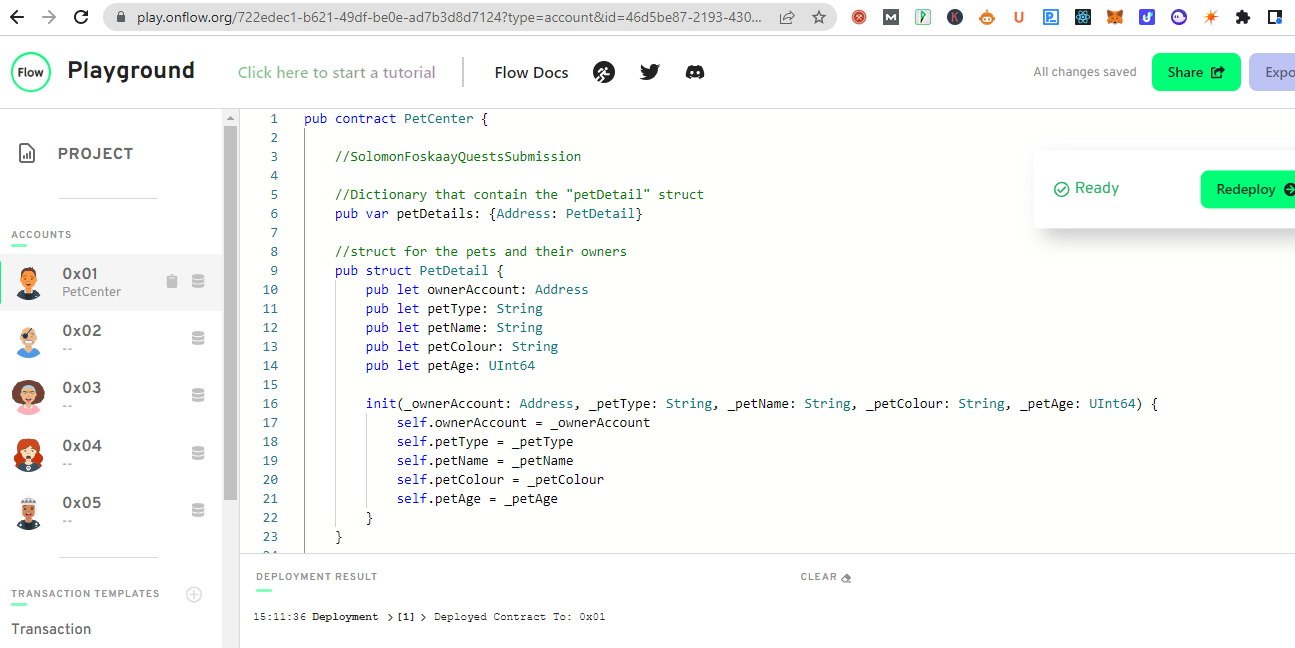 play.onflow.org/722edec1-b621-49df-be0e-ad7b3d8d7124?type=account&id=46d5be87-2193-430...
Flow
Playground
Click here to start a tutorial
Flow Docs
All changes saved
Share
Expo
PROJECT
ACCOUNTS
0x01
PetCenter
0x02
--
0x03
--
0x04
--
0x05
--
TRANSACTION TEMPLATES
Transaction
1 pub contract PetCenter {
2
3 //SolomonFoskaayQuestsSubmission
4
5 //Dictionary that contain the "petDetail" struct
6 pub var petDetails: {Address: PetDetail}
7
8 //struct for the pets and their owners
9 pub struct PetDetail {
10 pub let ownerAccount: Address
11 pub let petType: String
12 pub let petName: String
13 pub let petColour: String
14 pub let petAge: UInt64
15
16 init(_ownerAccount: Address, _petType: String, _petName: String, _petColour: String, _petAge: UInt64) {
17 self.ownerAccount = _ownerAccount
18 self.petType = _petType
19 self.petName = _petName
20 self.petColour = _petColour
21 self.petAge = _petAge
22 }
23 }
Ready
Redeploy
DEPLOYMENT RESULT
CLEAR
15:11:36 Deployment > [1] > Deployed Contract To: 0x01